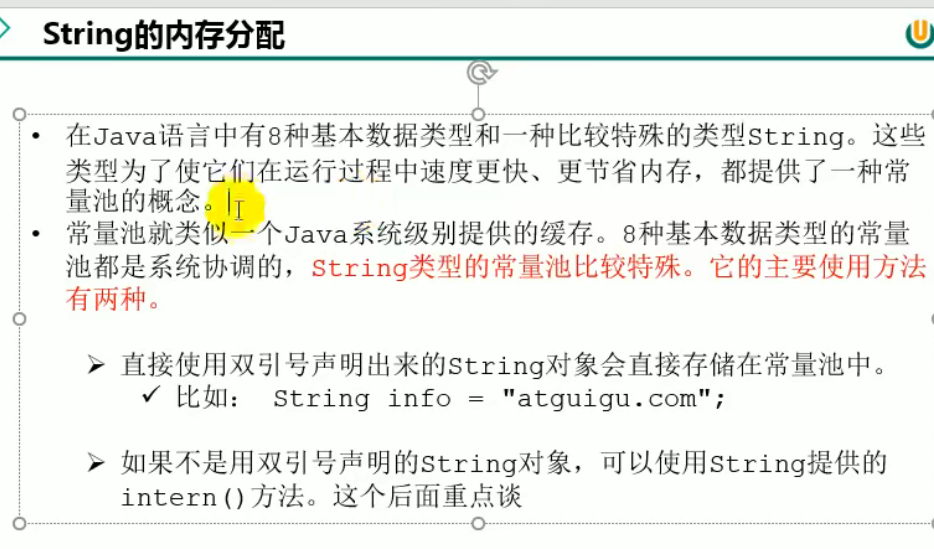 String的内存分配
• 在Java语言中有8种基本数据类型和一种比较特殊的类型String。这些
类型为了使它们在运行过程中速度更快、更节省内存，都提供了一种常
量池的概念。
• 常量池就类似一个Java系统级别提供的缓存。8种基本数据类型的常量
池都是系统协调的，String类型的常量池比较特殊。它的主要使用方法
有两种。
➢ 直接使用双引号声明出来的String对象会直接存储在常量池中。
✓ 比如： String info = "atguigu.com";
➢ 如果不是用双引号声明的String对象，可以使用String提供的
intern()方法。这个后面重点谈